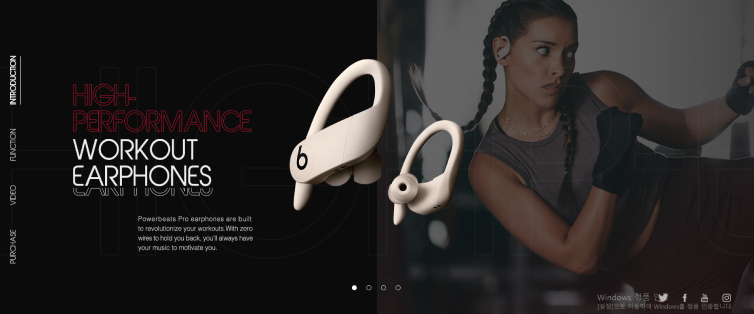 INTRODUCTION
FUNCTION
VIDEO
PURCHASE
HIGH-
PERFORMANCE
WORKOUT
EARPHONES
EARPHONES
Powerbeats Pro earphones are built
to revolutionize your workouts.With zero
wires to hold you back, you'll always have
your music to motivate you.
b
Windows 정품 인
[설정]으로 이동하여 Windows를 정품 인증합니다.